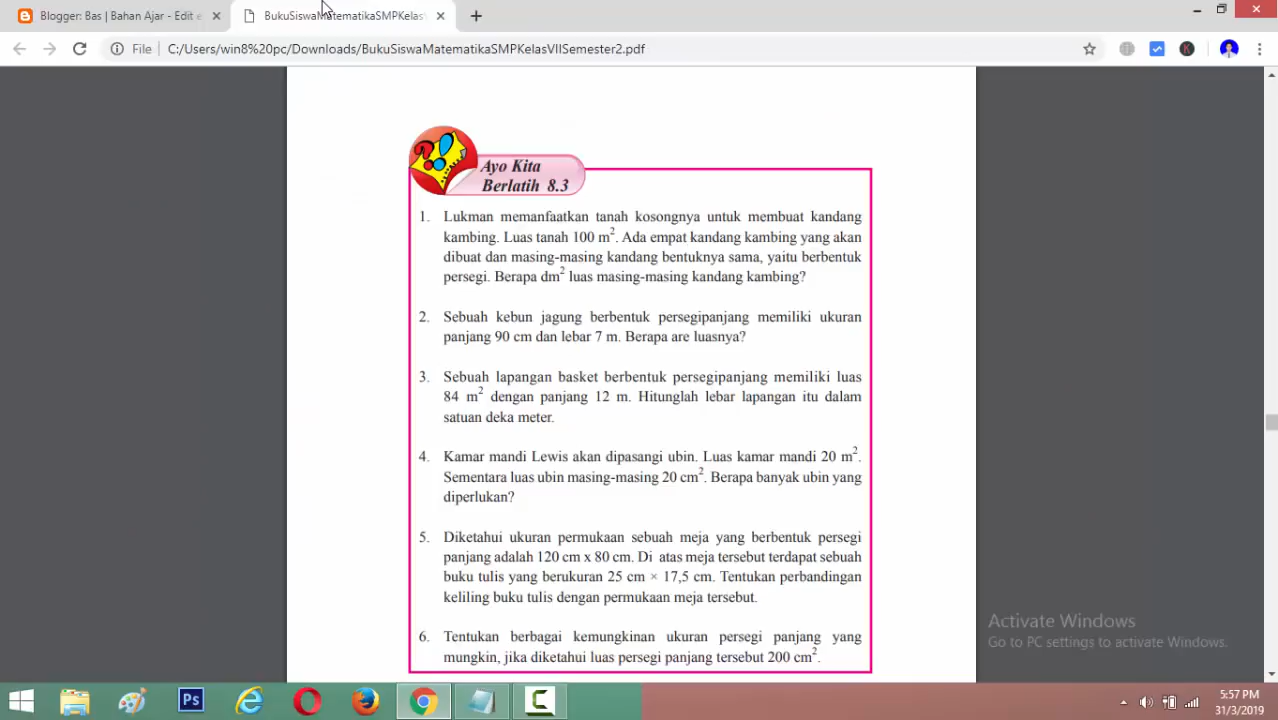 Blogger: Bas | Bahan Ajar - Edit e
BukuSiswaMatematikaSMPKelasV
File
C:/Users/win8%20pc/Downloads/BukuSiswaMatematikaSMPKelasVIISemester2.pdf
K
Ayo Kita
Berlatih 8.3
1. Lukman memanfaatkan tanah kosongnya untuk membuat kandang
kambing. Luas tanah 100 m². Ada empat kandang kambing yang akan
dibuat dan masing-masing kandang bentuknya sama, yaitu berbentuk
persegi. Berapa dm² luas masing-masing kandang kambing?
2. Sebuah kebun jagung berbentuk persegipanjang memiliki ukuran
panjang 90 cm dan lebar 7 m. Berapa are luasnya?
3. Sebuah lapangan basket berbentuk persegipanjang memiliki luas
84 m² dengan panjang 12 m. Hitunglah lebar lapangan itu dalam
satuan deka meter.
4. Kamar mandi Lewis akan dipasangi ubin. Luas kamar mandi 20 m².
Sementara luas ubin masing-masing 20 cm². Berapa banyak ubin yang
diperlukan?
5. Diketahui ukuran permukaan sebuah meja yang berbentuk persegi
panjang adalah 120 cm x 80 cm. Di atas meja tersebut terdapat sebuah
buku tulis yang berukuran 25 cm × 17,5 cm. Tentukan perbandingan
keliling buku tulis dengan permukaan meja tersebut.
6. Tentukan berbagai kemungkinan ukuran persegi panjang yang
mungkin, jika diketahui luas persegi panjang tersebut 200 cm².
Activate Windows
Go to PC settings to activate Windows.
Ps
5:57 PM
31/3/2019